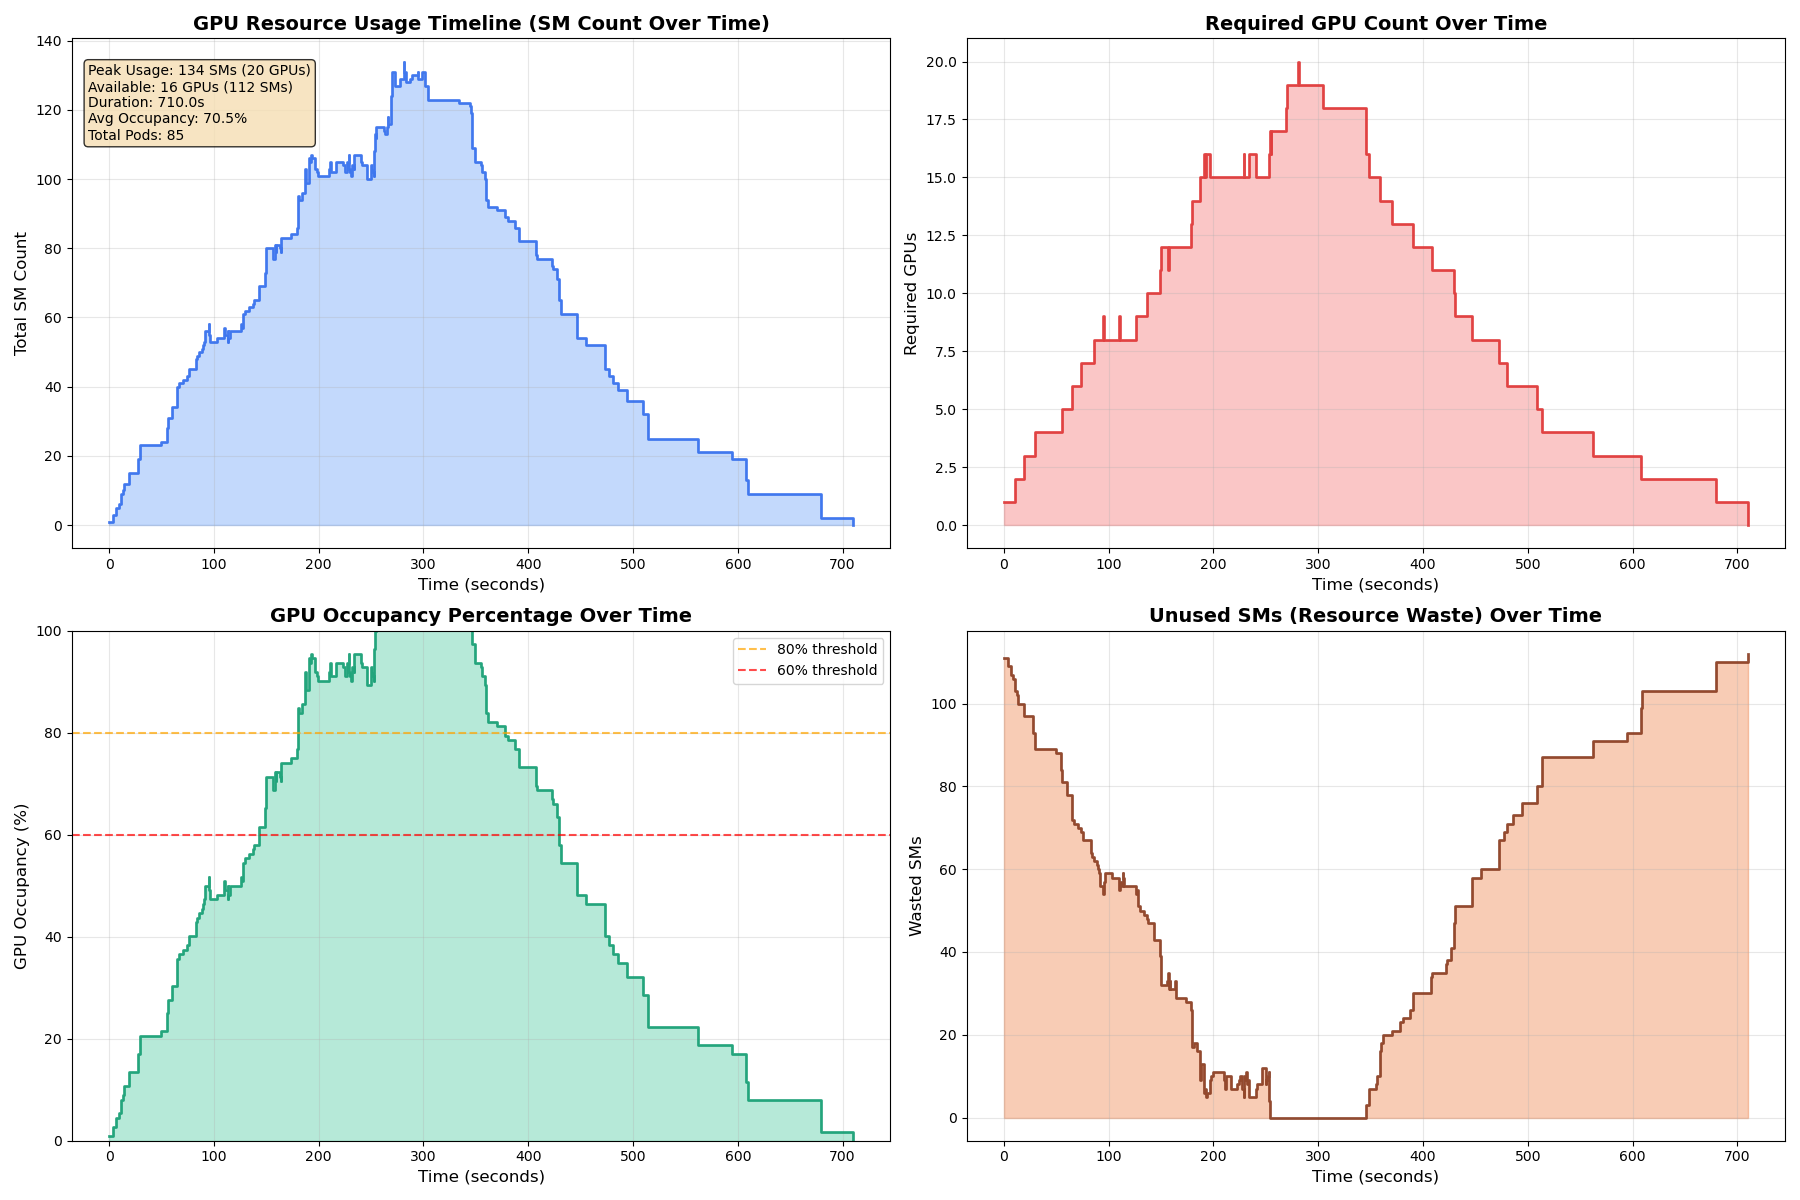 GPU Resource Usage Timeline (SM Count Over Time)
140
120
100
80
60
40
20
0
Total SM Count
Peak Usage: 134 SMs (20 GPUs)
Available: 16 GPUs (112 SMs)
Duration: 710.0s
Avg Occupancy: 70.5%
Total Pods: 85
0 100 200 300 400 500 600 700
Time (seconds)
Required GPU Count Over Time
20.0
17.5
15.0
12.5
10.0
7.5
5.0
2.5
0.0
Required GPUs
0 100 200 300 400 500 600 700
Time (seconds)
GPU Occupancy Percentage Over Time
100
80
60
40
20
0
GPU Occupancy (%)
80% threshold
60% threshold
0 100 200 300 400 500 600 700
Time (seconds)
Unused SMs (Resource Waste) Over Time
100
80
60
40
20
0
Wasted SMs
0 100 200 300 400 500 600 700
Time (seconds)